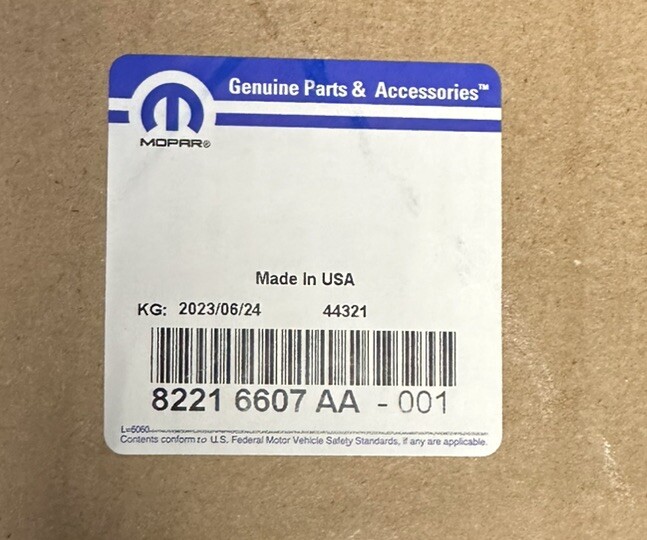 Genuine Parts & Accessories™
MOPAR®
Made In USA
KG: 2023/06/24 44321
8221 6607 AA - 001
L=5060
Contents conform to U.S. Federal Motor Vehicle Safety Standards, if any are applicable.